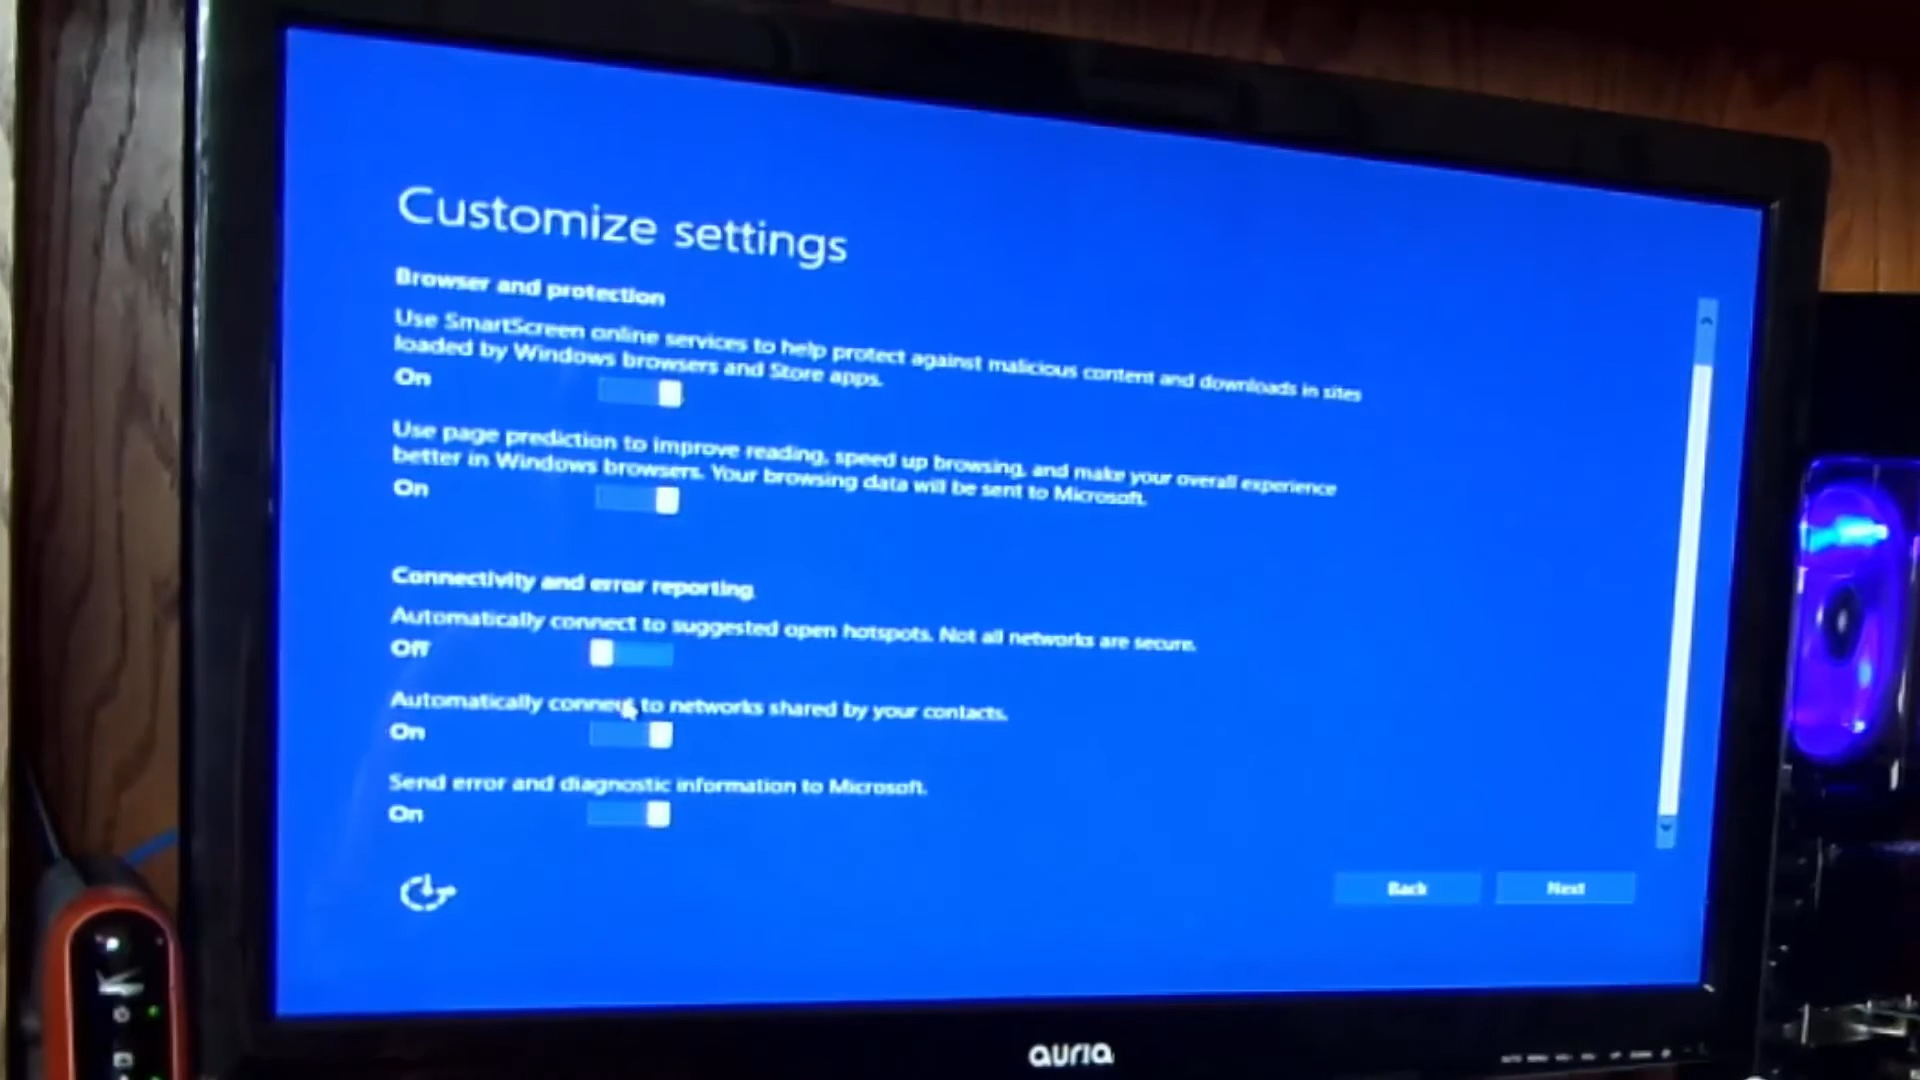 Customize settings
Browser and protection
Use SmartScreen online services to help protect against malicious content and downloads in sites
loaded by Windows browsers and Store apps.
On
Use page prediction to improve reading, speed up browsing, and make your overall experience
better in Windows browsers. Your browsing data will be sent to Microsoft.
On
Connectivity and error reporting
Automatically connect to suggested open hotspots. Not all networks are secure.
Off
Automatically connect to networks shared by your contacts.
On
Send error and diagnostic information to Microsoft.
On
Back
Next
auria